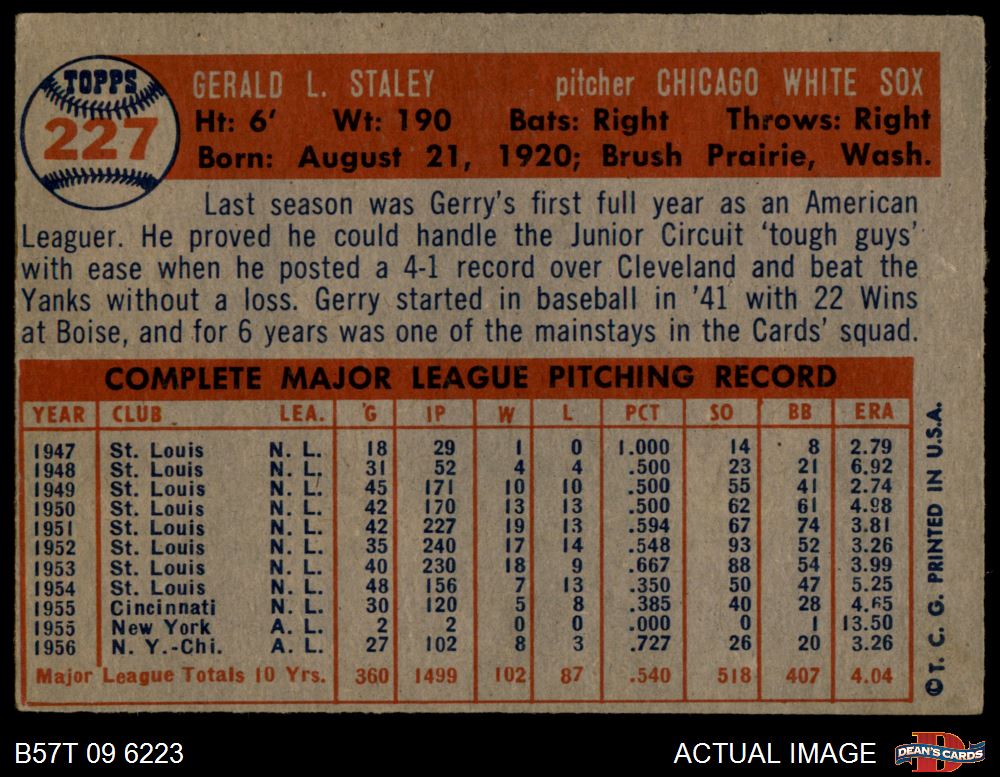 TOPPS
227
GERALD L. STALEY pitcher CHICAGO WHITE SOX
Ht: 6' Wt: 190 Bats: Right Throws: Right
Born: August 21, 1920; Brush Prairie, Wash.
Last season was Gerry's first full year as an American
Leaguer. He proved he could handle the Junior Circuit 'tough guys'
with ease when he posted a 4-1 record over Cleveland and beat the
Yanks without a loss. Gerry started in baseball in '41 with 22 Wins
at Boise, and for 6 years was one of the mainstays in the Cards' squad.
COMPLETE MAJOR LEAGUE PITCHING RECORD
YEAR CLUB LEA. G IP W L PCT SO BB ERA
1947 St. Louis N. L. 18 29 1 0 1.000 14 8 2.79
1948 St. Louis N. L. 31 52 4 4 .500 23 21 6.92
1949 St. Louis N. L. 45 171 10 10 .500 55 41 2.74
1950 St. Louis N. L. 42 170 13 13 .500 62 61 4.98
1951 St. Louis N. L. 42 227 19 13 .594 67 74 3.81
1952 St. Louis N. L. 35 240 17 14 .548 93 52 3.26
1953 St. Louis N. L. 40 230 18 9 .667 88 54 3.99
1954 St. Louis N. L. 48 156 7 13 .350 50 47 5.25
1955 Cincinnati N. L. 30 120 5 8 .385 40 28 4.65
1955 New York A. L. 2 2 0 0 .000 0 1 13.50
1956 N. Y.-Chi. A. L. 27 102 8 3 .727 26 20 3.26
Major League Totals 10 Yrs. 360 1499 102 87 .540 518 407 4.04
©T. C. G. PRINTED IN U.S.A.
B57T 09 6223
ACTUAL IMAGE
DEAN'S CARDS